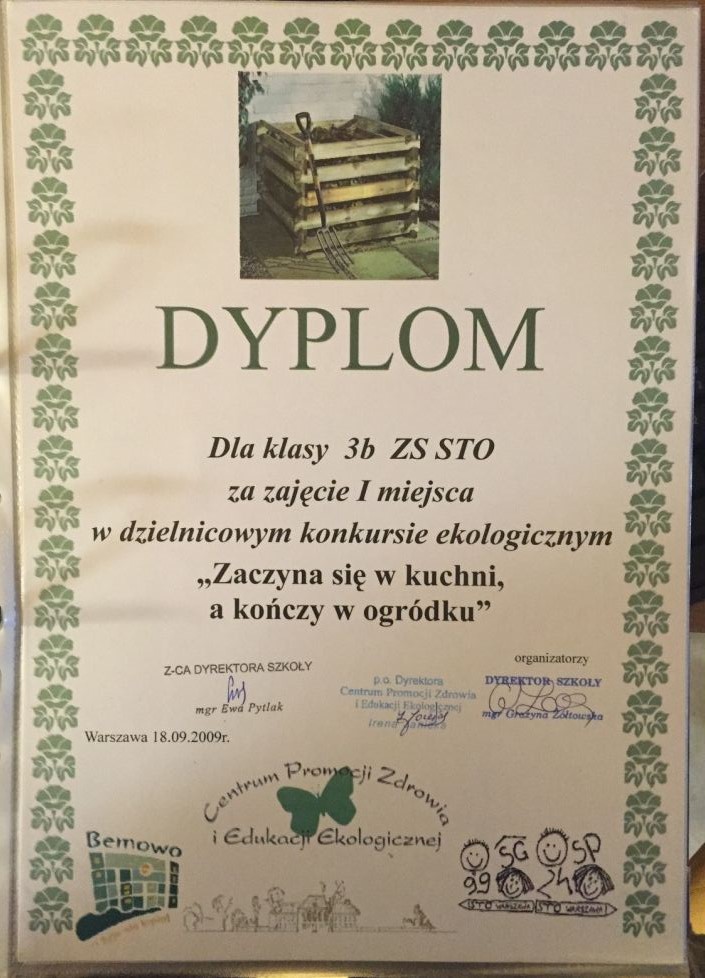 DYPLOM
Dla klasy 3b ZS STO
za zajęcie I miejsca
w dzielnicowym konkursie ekologicznym
„Zaczyna się w kuchni,
a kończy w ogródku”
organizatorzy
Z-CA DYREKTORA SZKOŁY
mgr Ewa Pytlak
p.o. Dyrektora
Centrum Promocji Zdrowia
i Edukacji Ekologicznej
Irena
DYREKTOR SZKOŁY
mgr Grażyna Żółtowska
Warszawa 18.09.2009r.
Centrum Promocji Zdrowia
i Edukacji Ekologicznej
Bemowo
SG SP
99 24
STO WARSZAWA STO WARSZAWA